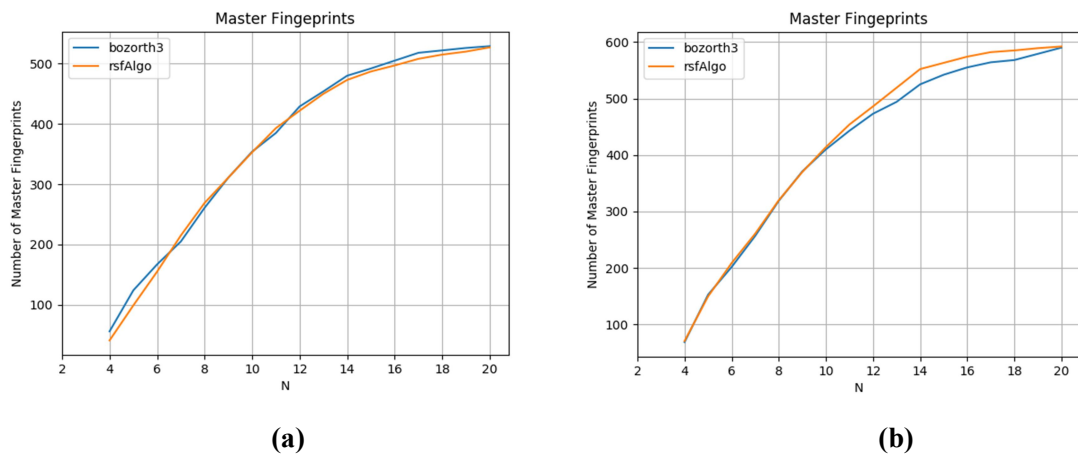 Master Fingeprints
bozorth3
rsfAlgo
Number of Master Fingerprints
500
400
300
200
100
2 4 6 8 10 12 14 16 18 20
N
(a)
Master Fingeprints
bozorth3
rsfAlgo
Number of Master Fingerprints
600
500
400
300
200
100
2 4 6 8 10 12 14 16 18 20
N
(b)